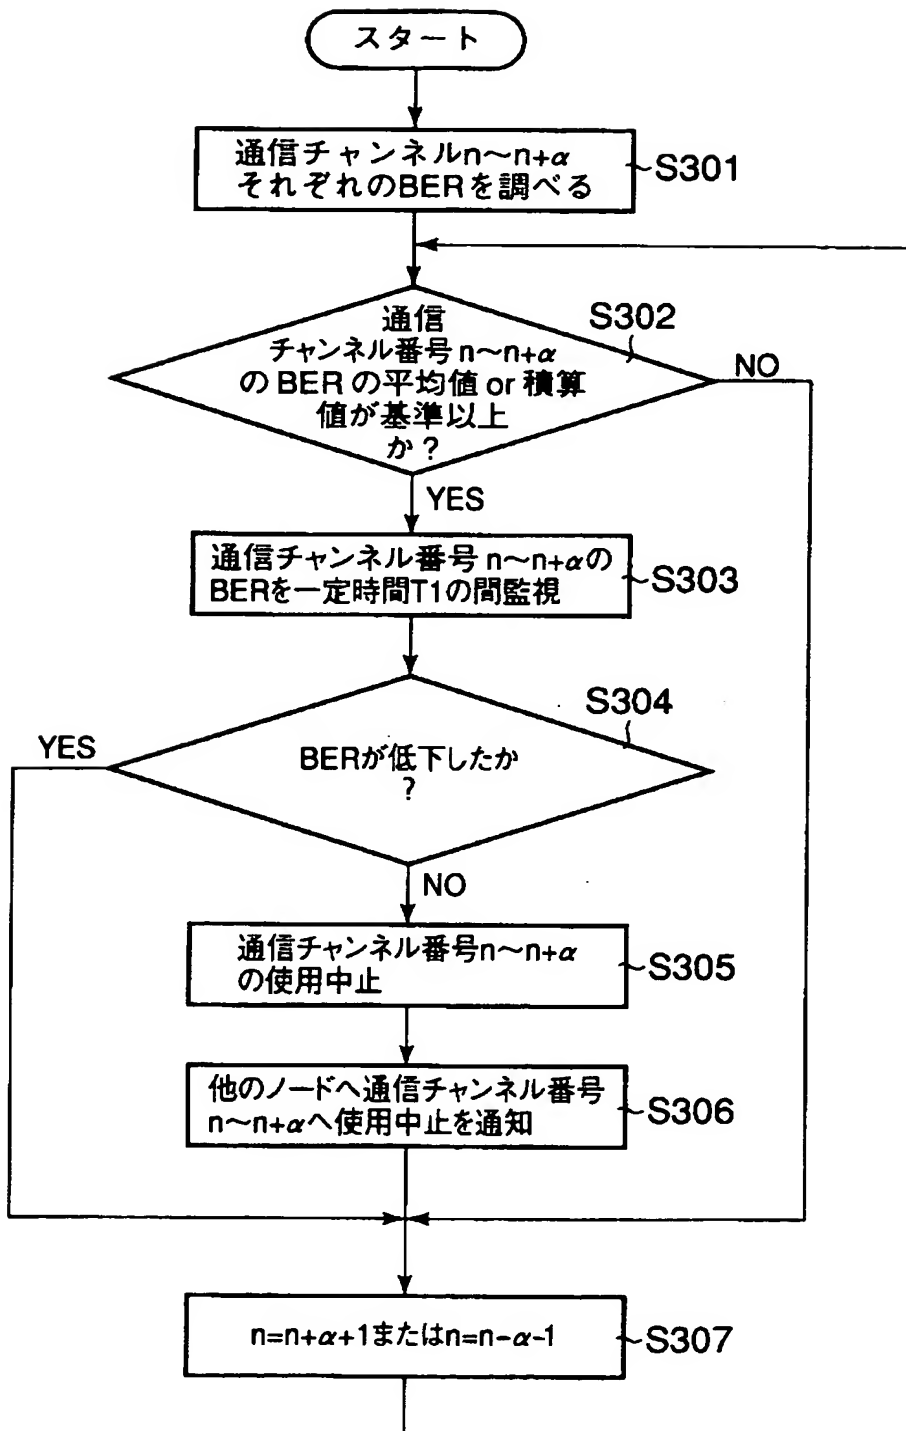 スタート
通信チャンネルn～n+α
それぞれのBERを調べる
S301
S302
通信
チャンネル番号 n～n+α
の BER の平均値 or 積算
値が基準以上
か？
NO
YES
通信チャンネル番号 n～n+αの
BERを一定時間T1の間監視
S303
S304
YES
BERが低下したか
？
NO
通信チャンネル番号n～n+α
の使用中止
S305
他のノードへ通信チャンネル番号
n～n+αへ使用中止を通知
S306
n=n+α+1またはn=n-α-1
S307